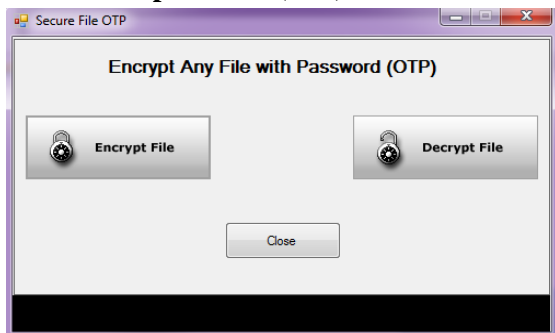 Secure File OTP
Encrypt Any File with Password (OTP)
Encrypt File
Decrypt File
Close